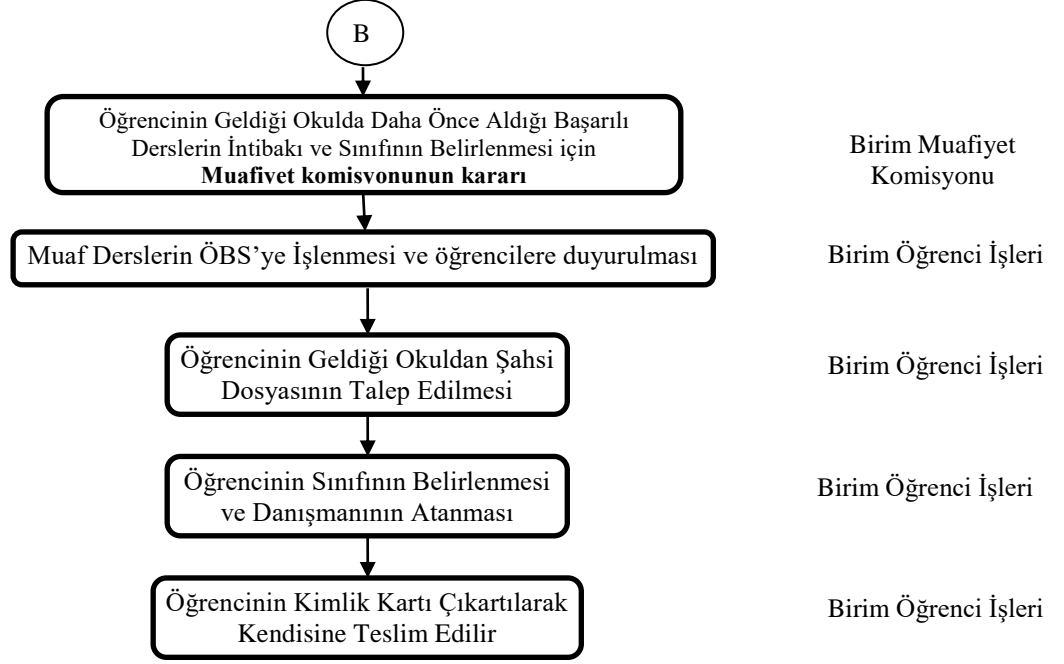 B
Öğrencinin Geldiği Okulda Daha Önce Aldığı Başarılı
Derslerin İntibakı ve Sınıfının Belirlenmesi için
Muafiyet komisyonunun kararı
Birim Muafiyet
Komisyonu
Muaf Derslerin ÖBS’ye İşlenmesi ve öğrencilere duyurulması
Birim Öğrenci İşleri
Öğrencinin Geldiği Okuldan Şahsi
Dosyasının Talep Edilmesi
Birim Öğrenci İşleri
Öğrencinin Sınıfının Belirlenmesi
ve Danışmanının Atanması
Birim Öğrenci İşleri
Öğrencinin Kimlik Kartı Çıkartılarak
Kendisine Teslim Edilir
Birim Öğrenci İşleri